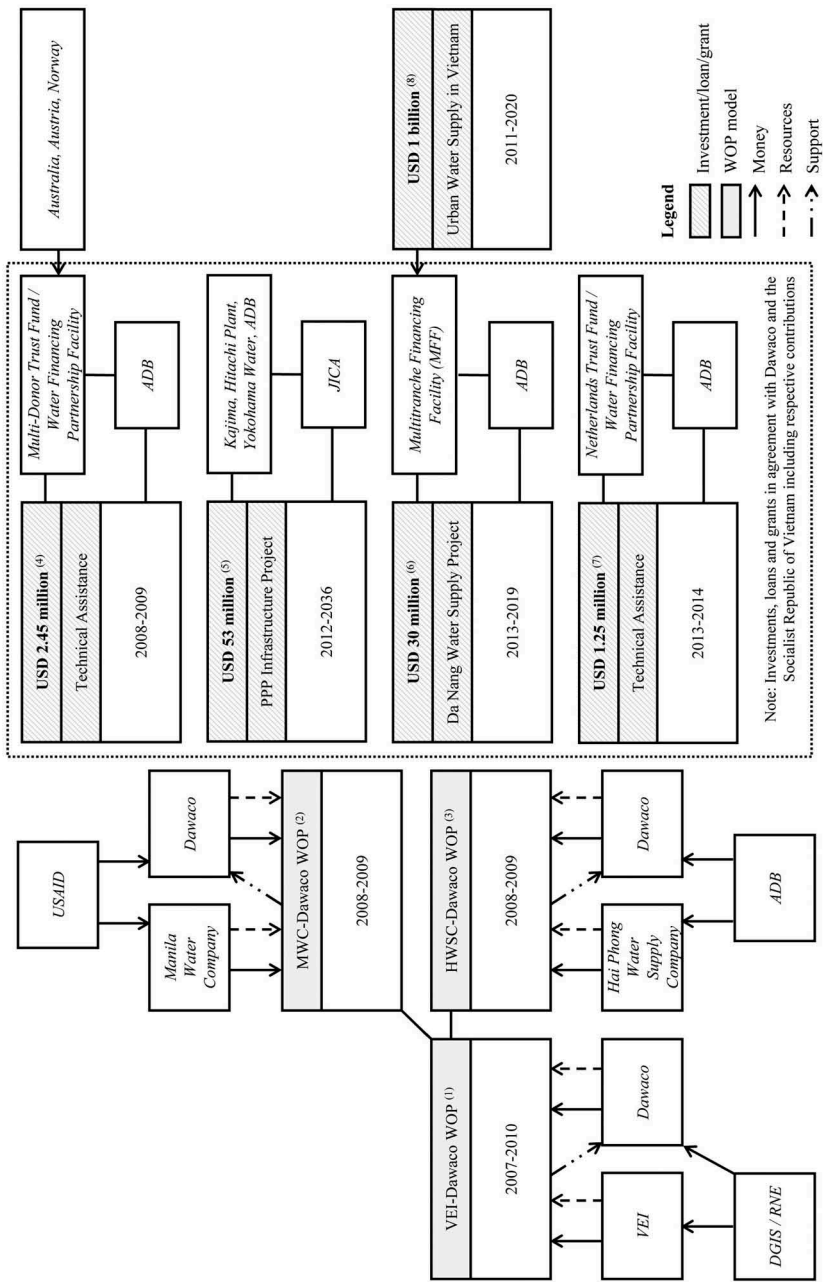 USAID
Manila
Water
Company
Dawaco
MWC-Dawaco WOP (2)
2008-2009
VEI-Dawaco WOP (1)
2007-2010
HWSC-Dawaco WOP (3)
2008-2009
VEI
Dawaco
Hai Phong
Water
Supply
Company
Dawaco
DGIS / RNE
ADB
USD 2.45 million (4)
Technical Assistance
2008-2009
Multi-Donor Trust Fund /
Water Financing
Partnership Facility
ADB
Australia, Austria, Norway
USD 53 million (5)
PPP Infrastructure Project
2012-2036
Kajima, Hitachi Plant,
Yokohama Water, ADB
JICA
USD 30 million (6)
Da Nang Water Supply Project
2013-2019
Multitranche Financing
Facility (MFF)
ADB
USD 1 billion (8)
Urban Water Supply in Vietnam
2011-2020
USD 1.25 million (7)
Technical Assistance
2013-2014
Netherlands Trust Fund /
Water Financing
Partnership Facility
ADB
Note: Investments, loans and grants in agreement with Dawaco and the
Socialist Republic of Vietnam including respective contributions
Legend
Investment/loan/grant
WOP model
Money
Resources
Support